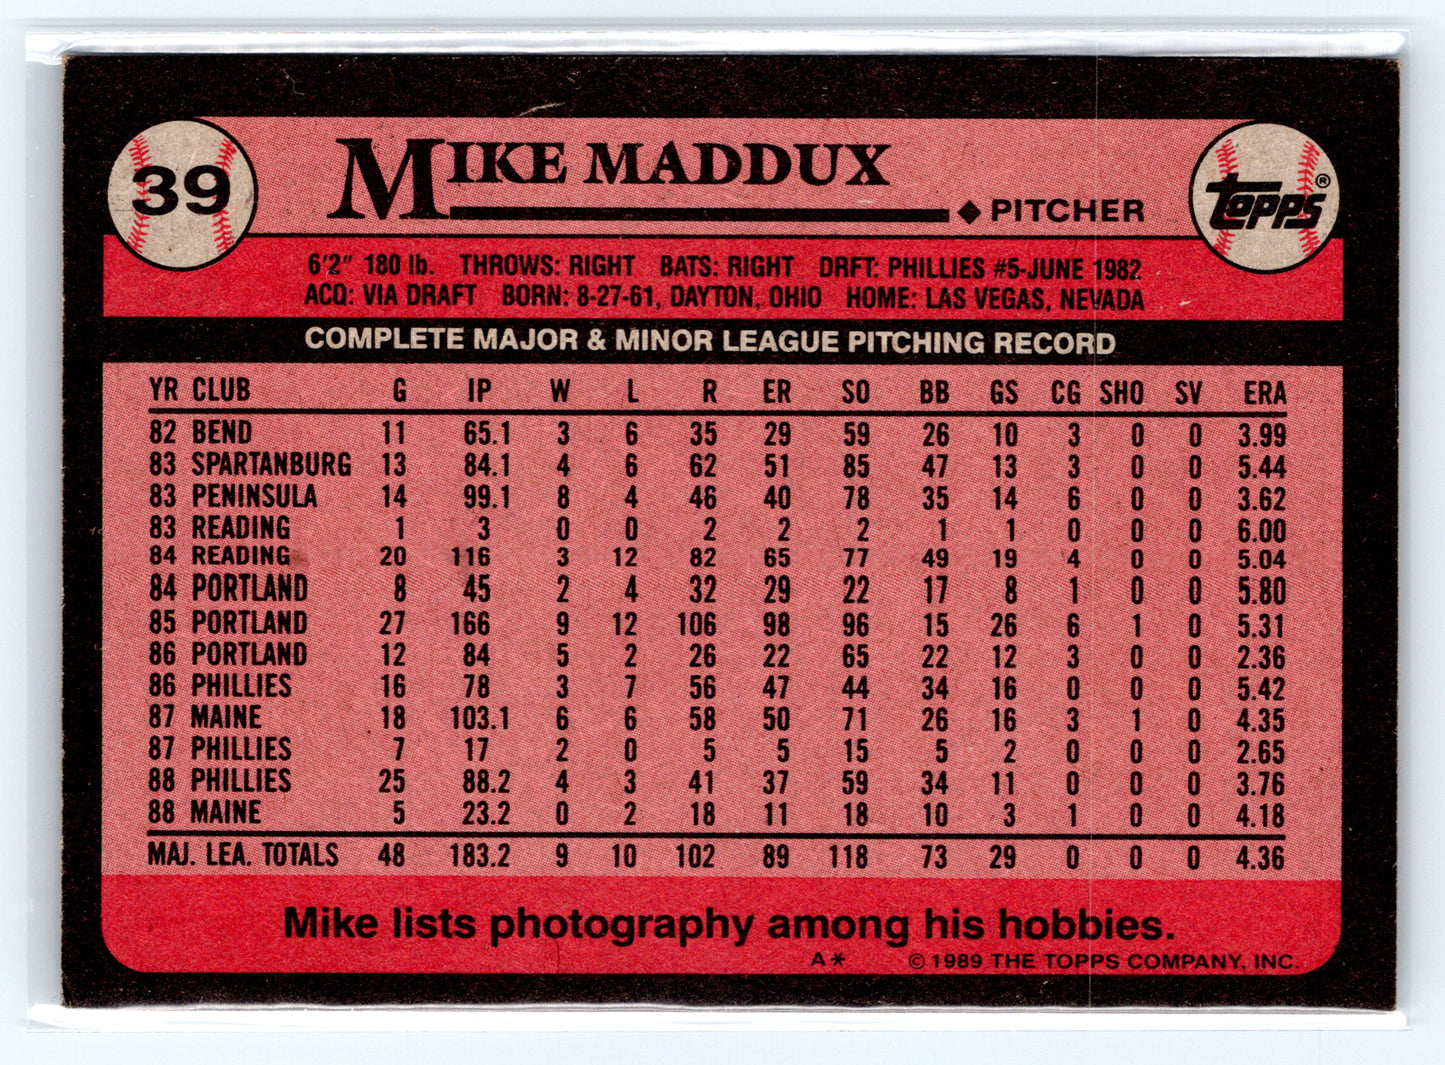 39
MIKE MADDUX
◆ PITCHER
TOPPS®
6'2" 180 lb. THROWS: RIGHT BATS: RIGHT DRFT: PHILLIES #5-JUNE 1982
ACQ: VIA DRAFT BORN: 8-27-61, DAYTON, OHIO HOME: LAS VEGAS, NEVADA
COMPLETE MAJOR & MINOR LEAGUE PITCHING RECORD
YR CLUB G IP W L R ER SO BB GS CG SHO SV ERA
82 BEND 11 65.1 3 6 35 29 59 26 10 3 0 0 3.99
83 SPARTANBURG 13 84.1 4 6 62 51 85 47 13 3 0 0 5.44
83 PENINSULA 14 99.1 8 4 46 40 78 35 14 6 0 0 3.62
83 READING 1 3 0 0 2 2 2 1 1 0 0 0 6.00
84 READING 20 116 3 12 82 65 77 49 19 4 0 0 5.04
84 PORTLAND 8 45 2 4 32 29 22 17 8 1 0 0 5.80
85 PORTLAND 27 166 9 12 106 98 96 15 26 6 1 0 5.31
86 PORTLAND 12 84 5 2 26 22 65 22 12 3 0 0 2.36
86 PHILLIES 16 78 3 7 56 47 44 34 16 0 0 0 5.42
87 MAINE 18 103.1 6 6 58 50 71 26 16 3 1 0 4.35
87 PHILLIES 7 17 2 0 5 5 15 5 2 0 0 0 2.65
88 PHILLIES 25 88.2 4 3 41 37 59 34 11 0 0 0 3.76
88 MAINE 5 23.2 0 2 18 11 18 10 3 1 0 0 4.18
MAJ. LEA. TOTALS 48 183.2 9 10 102 89 118 73 29 0 0 0 4.36
Mike lists photography among his hobbies.
A* © 1989 THE TOPPS COMPANY, INC.